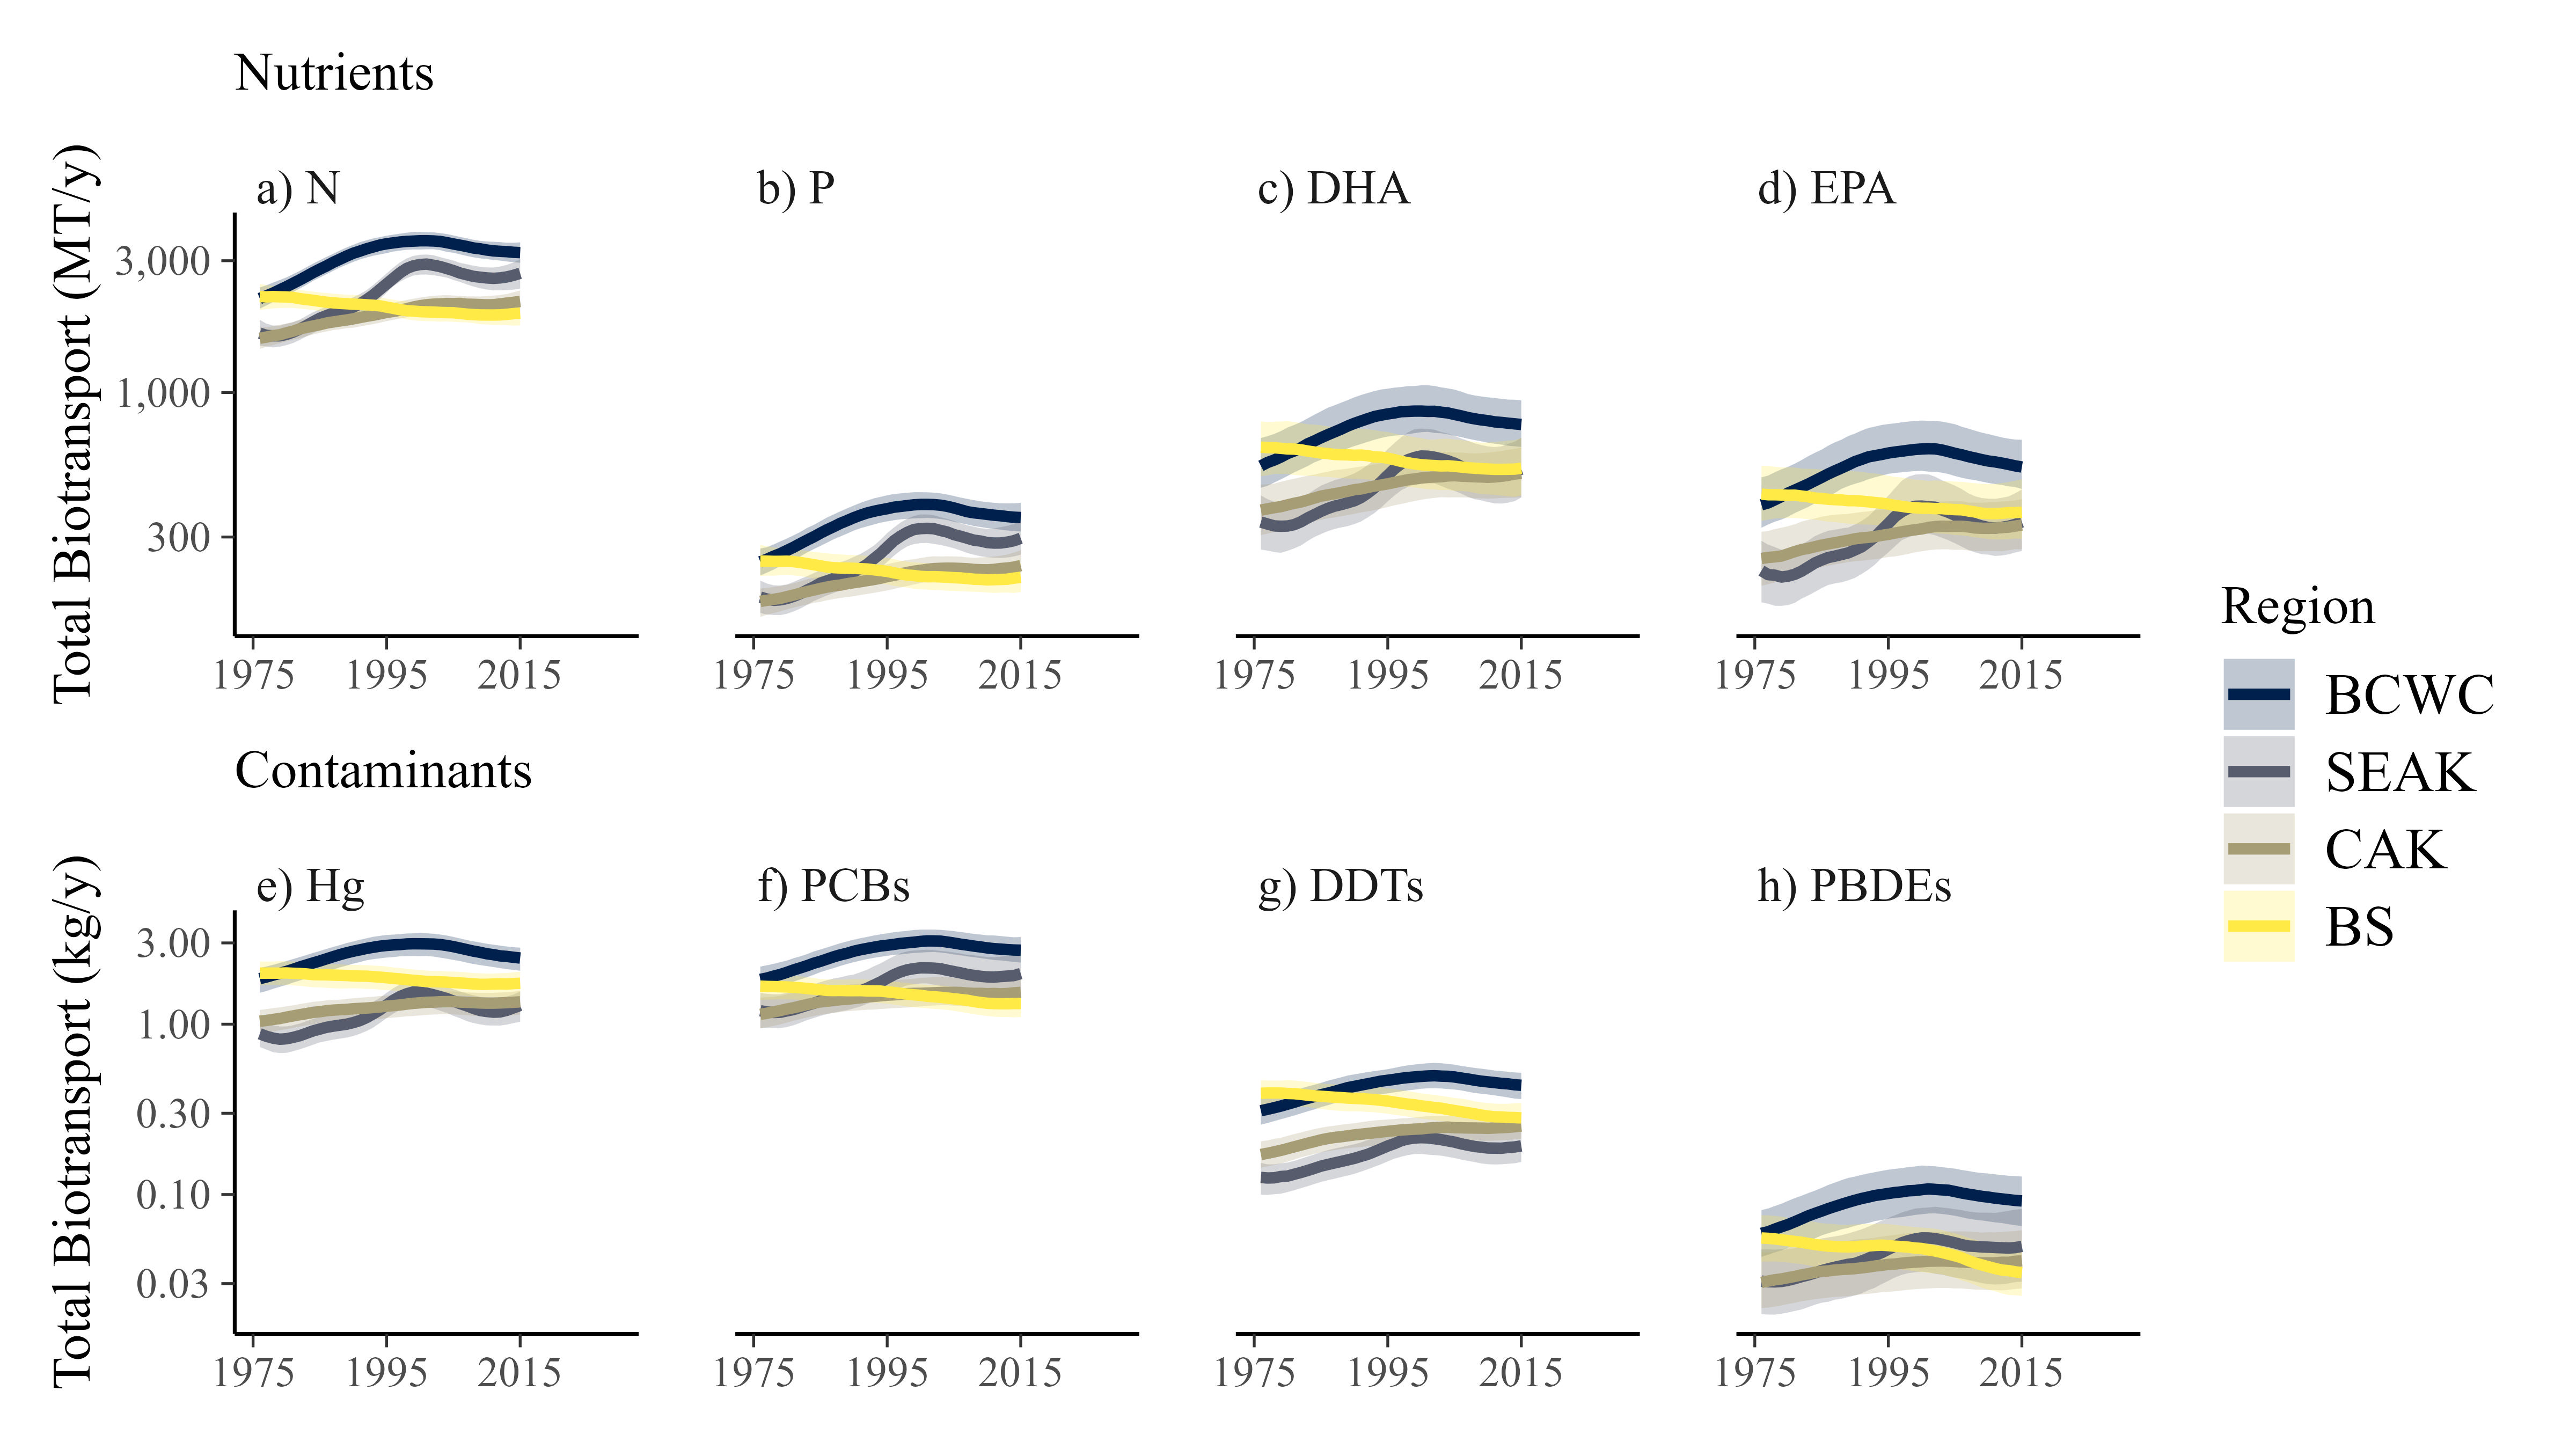 Nutrients
Total Biotransport (MT/y)
a) N
b) P
c) DHA
d) EPA
3,000
1,000
300
1975 1995 2015
1975 1995 2015
1975 1995 2015
1975 1995 2015
Contaminants
Total Biotransport (kg/y)
e) Hg
f) PCBs
g) DDTs
h) PBDEs
3.00
1.00
0.30
0.10
0.03
1975 1995 2015
1975 1995 2015
1975 1995 2015
1975 1995 2015
Region
BCWC
SEAK
CAK
BS